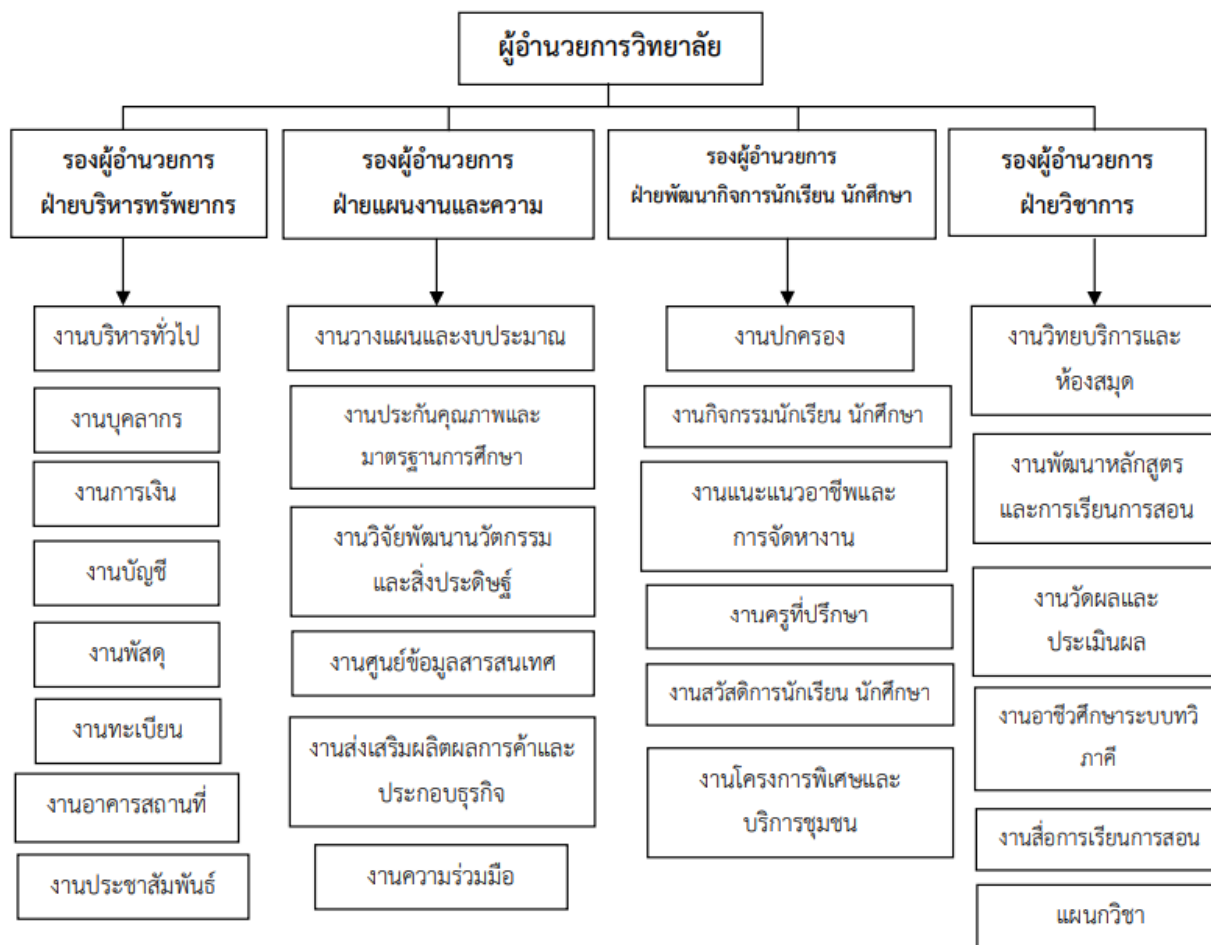 ผู้อำนวยการวิทยาลัย
รองผู้อำนวยการ
ฝ่ายบริหารทรัพยากร
รองผู้อำนวยการ
ฝ่ายแผนงานและความ
รองผู้อำนวยการ
ฝ่ายพัฒนากิจการนักเรียน นักศึกษา
รองผู้อำนวยการ
ฝ่ายวิชาการ
งานบริหารทั่วไป
งานบุคลากร
งานการเงิน
งานบัญชี
งานพัสดุ
งานทะเบียน
งานอาคารสถานที่
งานประชาสัมพันธ์
งานวางแผนและงบประมาณ
งานประกันคุณภาพและ
มาตรฐานการศึกษา
งานวิจัยพัฒนานวัตกรรม
และสิ่งประดิษฐ์
งานศูนย์ข้อมูลสารสนเทศ
งานส่งเสริมผลิตผลการค้าและ
ประกอบธุรกิจ
งานความร่วมมือ
งานปกครอง
งานกิจกรรมนักเรียน นักศึกษา
งานแนะแนวอาชีพและ
การจัดหางาน
งานครูที่ปรึกษา
งานสวัสดิการนักเรียน นักศึกษา
งานโครงการพิเศษและ
บริการชุมชน
งานวิทยบริการและ
ห้องสมุด
งานพัฒนาหลักสูตร
และการเรียนการสอน
งานวัดผลและ
ประเมินผล
งานอาชีวศึกษาระบบทวิ
ภาคี
งานสื่อการเรียนการสอน
แผนกวิชา